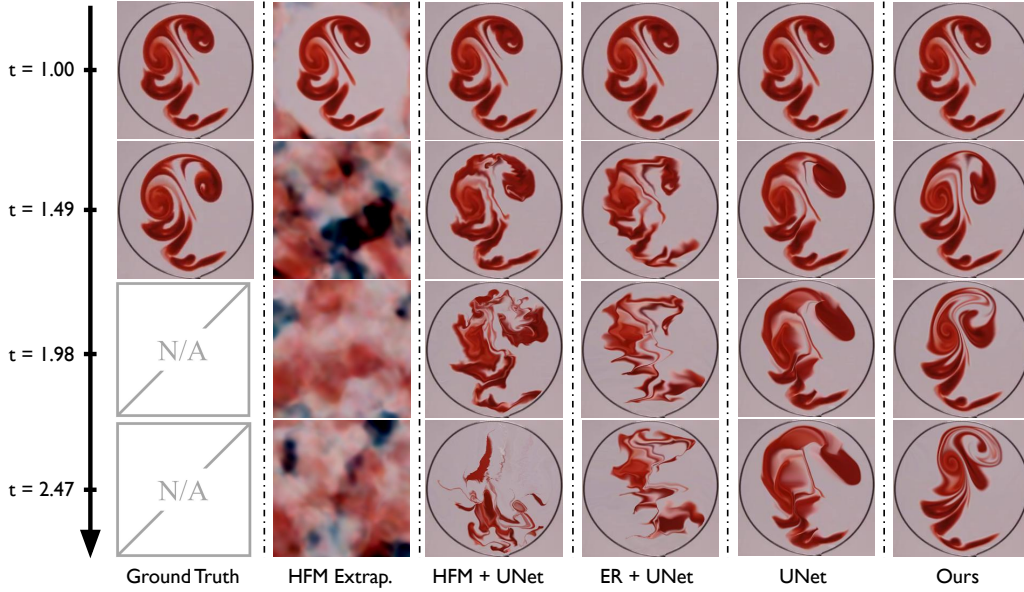 t = 1.00
t = 1.49
N/A
t = 1.98
N/A
t = 2.47
Ground Truth HFM Extrap. HFM + UNet ER + UNet UNet Ours